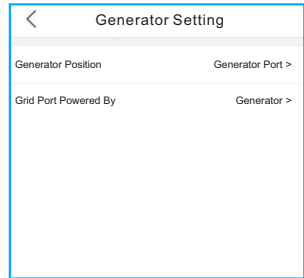 Generator Setting
Generator Position Generator Port >
Grid Port Powered By Generator >